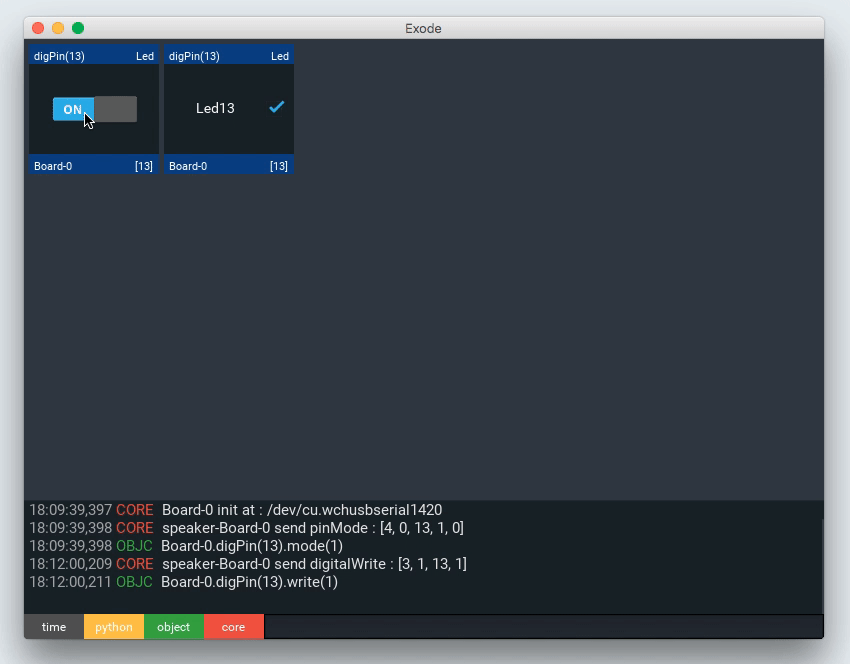 Exode
digPin(13) Led
digPin(13) Led
ON
Led13
Board-0 [13]
Board-0 [13]
18:09:39,397 CORE Board-0 init at : /dev/cu.wchusbserial1420
18:09:39,398 CORE speaker-Board-0 send pinMode : [4, 0, 13, 1, 0]
18:09:39,398 OBJC Board-0.digPin(13).mode(1)
18:12:00,209 CORE speaker-Board-0 send digitalWrite : [3, 1, 13, 1]
18:12:00,211 OBJC Board-0.digPin(13).write(1)
time python object core